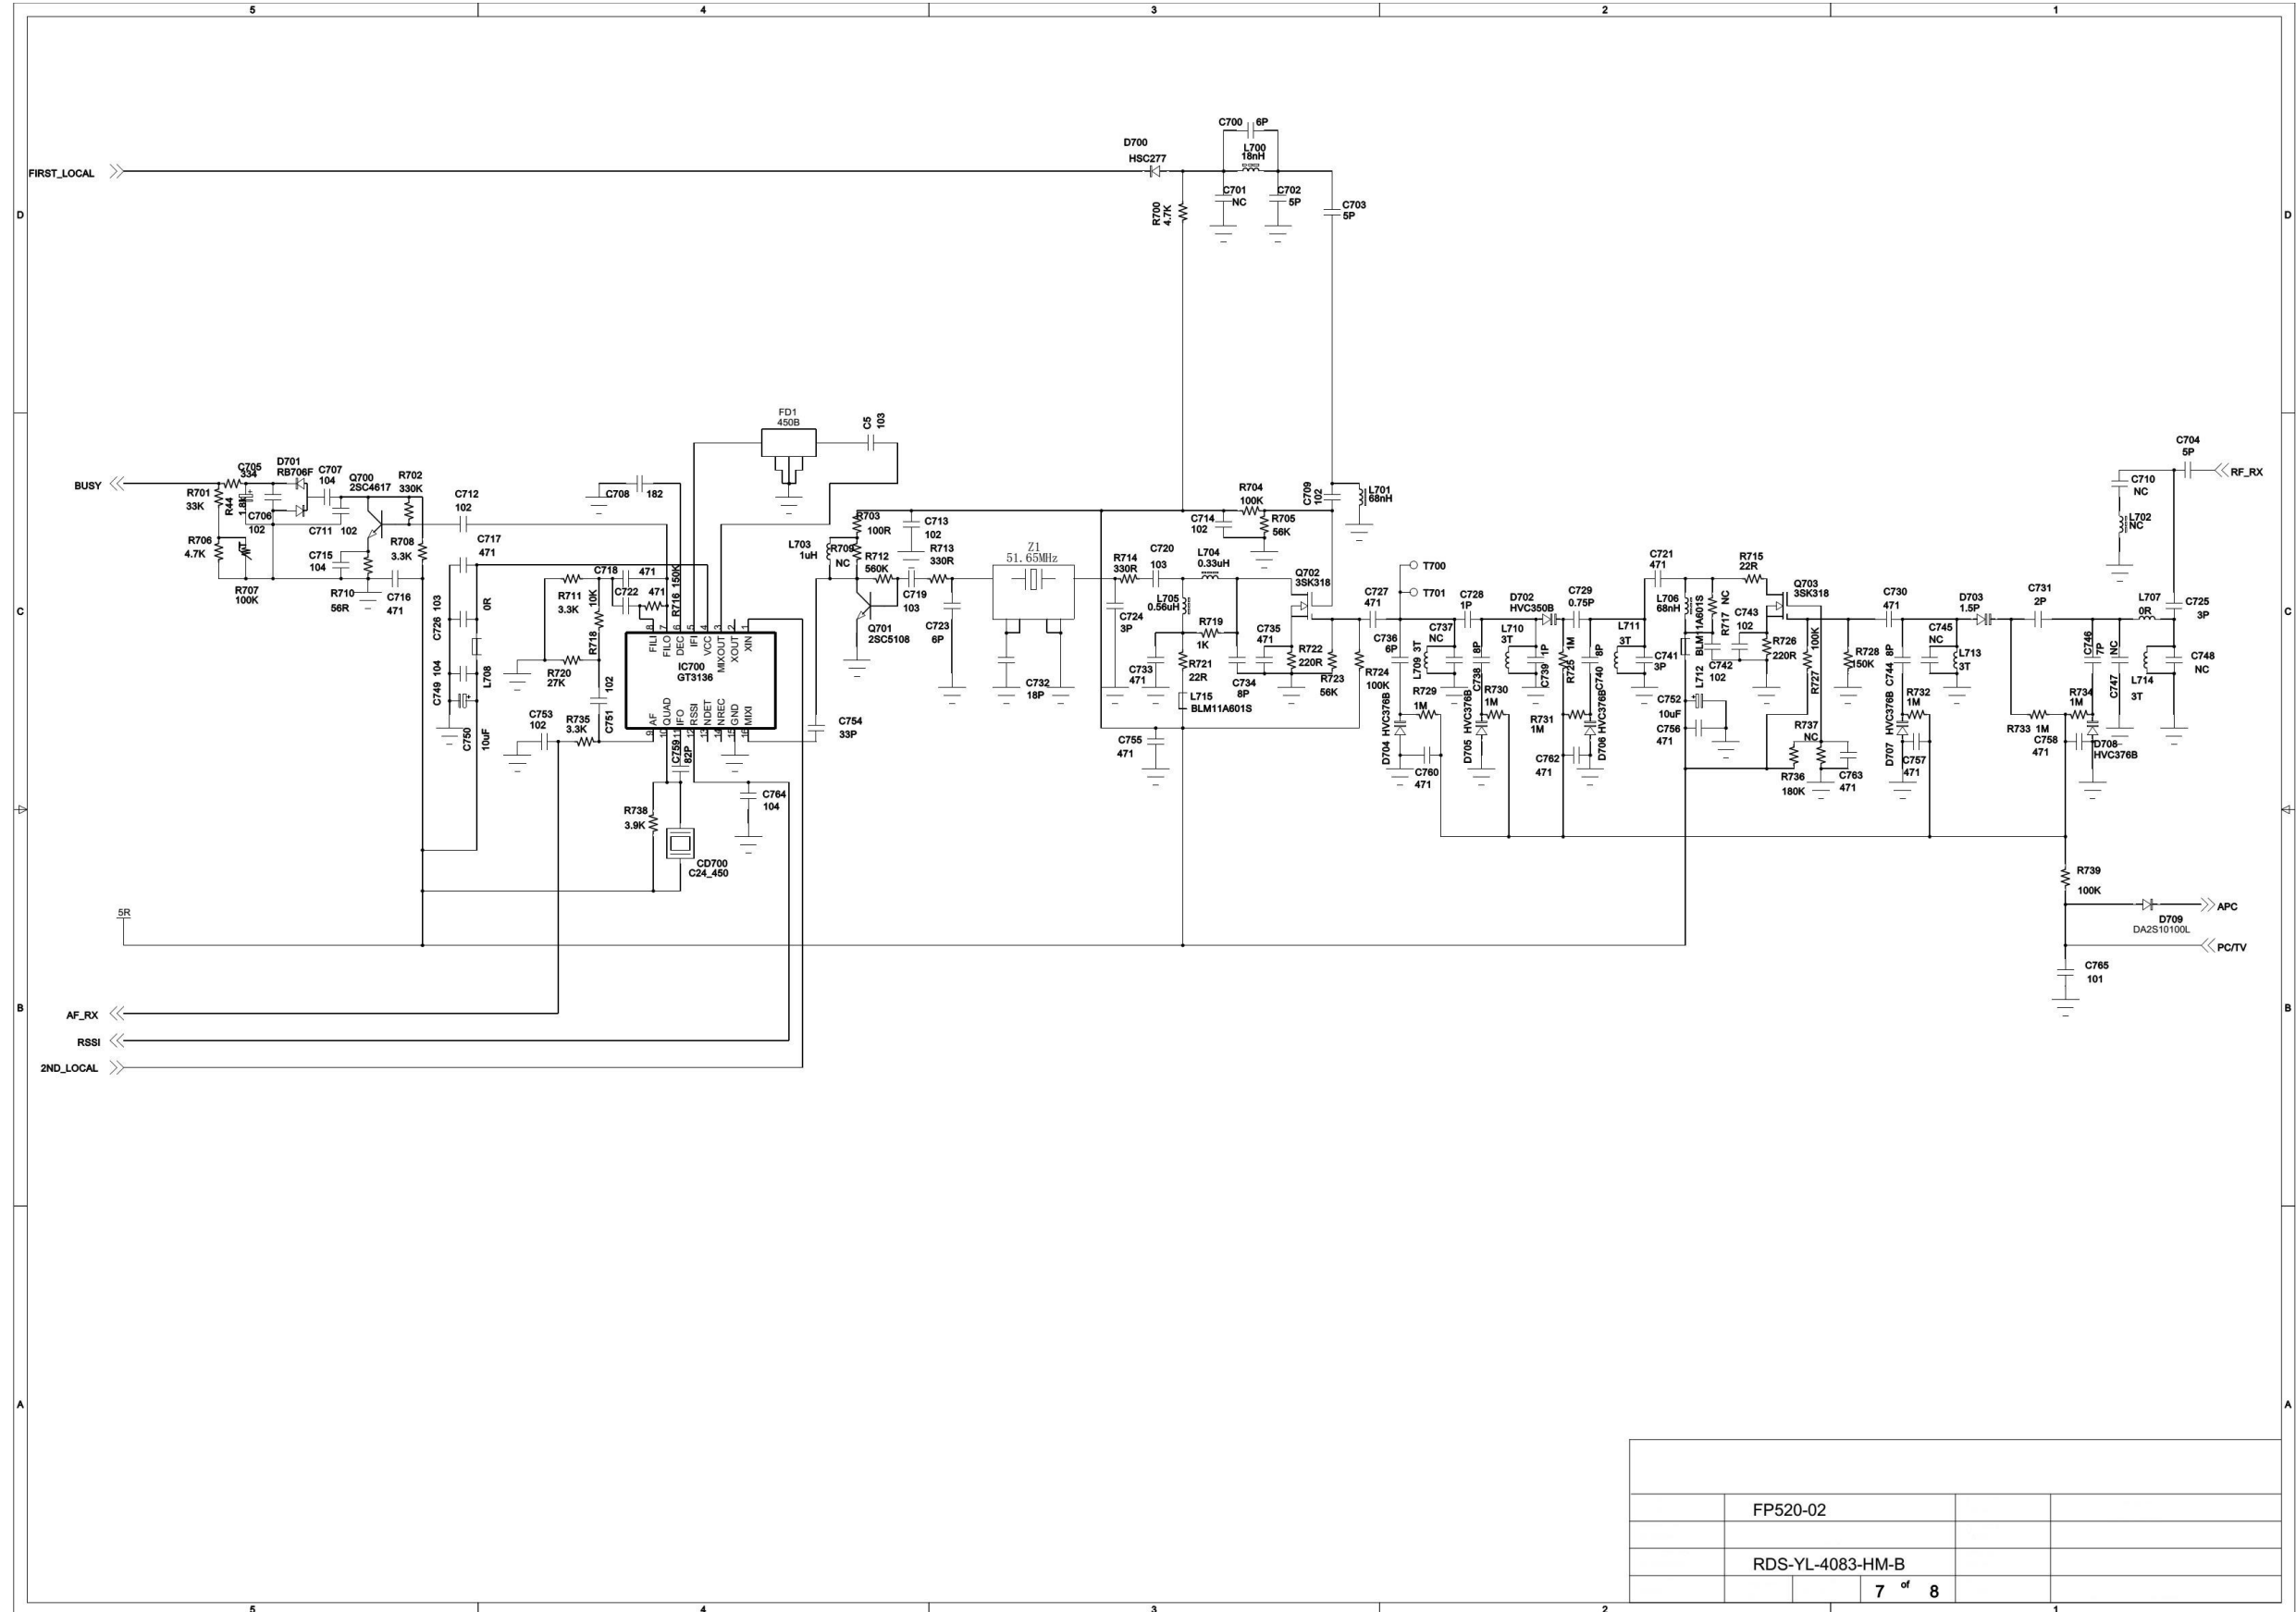 5 4 3 2 1
D
D
C
C
B
B
A
A
FIRST_LOCAL
D700
HSC277
C700 6P
L700
18nH
C701
NC
C702
5P
C703
5P
R700
4.7K
FD1
450B
C5
103
BUSY
R701
33K
R44
1.8K
C705
334
D701
RB706F
C707
104
Q700
2SC4617
R702
330K
C712
102
C706
102
C711 102
R706
4.7K
R707
100K
C715
104
R710
56R
C716
471
R708
3.3K
C717
471
C708 182
C726 103
0R
L708
C749 104
C750
10uF
C718 471
C722 471
R711
3.3K
R718 10K
R716 150K
R720
27K
C751 102
C753
102
R735
3.3K
8 7 6 5 4 3 2 1
FILI FILO DEC IFI VCC MIXOUT XOUT XIN
IC700
GT3136
AF QUAD IFO RSSI NDET NREC GND MIXI
9 10 11 12 13 14 15 16
C759
82P
R738
3.9K
CD700
C24_450
C764
104
C754
33P
R703
100R
L703
1uH
R709
NC
R712
560K
C713
102
R713
330R
C719
103
Q701
2SC5108
C723
6P
Z1
51.65MHz
C732
18P
R714
330R
C720
103
C724
3P
L704
0.33uH
L705
0.56uH
R719
1K
C733
471
R721
22R
L715
BLM11A601S
C734
8P
C735
471
C755
471
C714
102
R704
100K
R705
56K
C709
102
L701
68nH
Q702
3SK318
R722
220R
R723
56K
R724
100K
C727
471
T700
T701
C736
6P
L709 3T
C737
NC
C728
1P
R729
1M
D704 HVC376B
C760
471
C738 8P
D705 HVC376B
R730
1M
L710
3T
D702
HVC350B
C739 1P
R725 1M
C729
0.75P
C740 8P
R731
1M
D706 HVC376B
C762
471
L711
3T
C741
3P
C721
471
L706
68nH
R717 NC
R715
22R
Q703
3SK318
L712 BLM11A601S
C742
102
C743
102
R726
220R
C752
10uF
C756
471
R727 100K
R728
150K
R737
NC
R736
180K
C763
471
C730
471
C744 8P
D707 HVC376B
R732
1M
C757
471
C745
NC
L713
3T
D703
1.5P
C731
2P
C746
7P
R734
1M
R733 1M
C758
471
D708
HVC376B
C747 NC
L707
0R
L714
3T
C725
3P
C748
NC
C704
5P
RF_RX
C710
NC
L702
NC
R739
100K
APC
D709
DA2S10100L
PC/TV
C765
101
5R
AF_RX
RSSI
2ND_LOCAL
FP520-02
RDS-YL-4083-HM-B
7 of 8
5 4 3 2 1